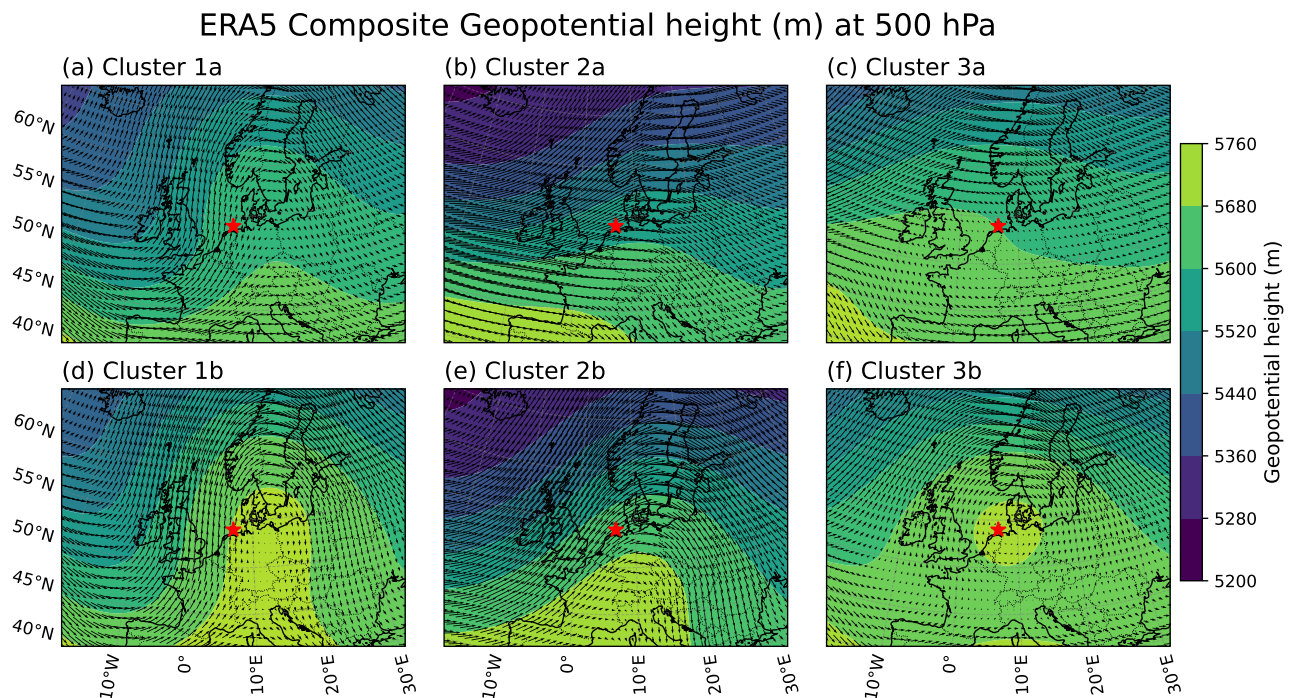 ERA5 Composite Geopotential height (m) at 500 hPa
(a) Cluster 1a
(b) Cluster 2a
(c) Cluster 3a
60°N
55°N
50°N
45°N
40°N
(d) Cluster 1b
(e) Cluster 2b
(f) Cluster 3b
60°N
55°N
50°N
45°N
40°N
10°W
0°
10°E
20°E
30°E
10°W
0°
10°E
20°E
30°E
10°W
0°
10°E
20°E
30°E
5760
5680
5600
5520
5440
5360
5280
5200
Geopotential height (m)